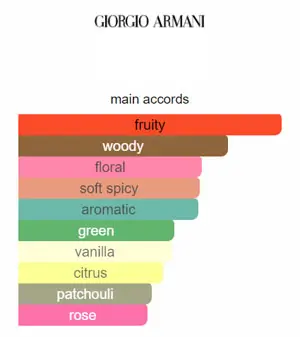 GIORGIO ARMANI
main accords
fruity
woody
floral
soft spicy
aromatic
green
vanilla
citrus
patchouli
rose